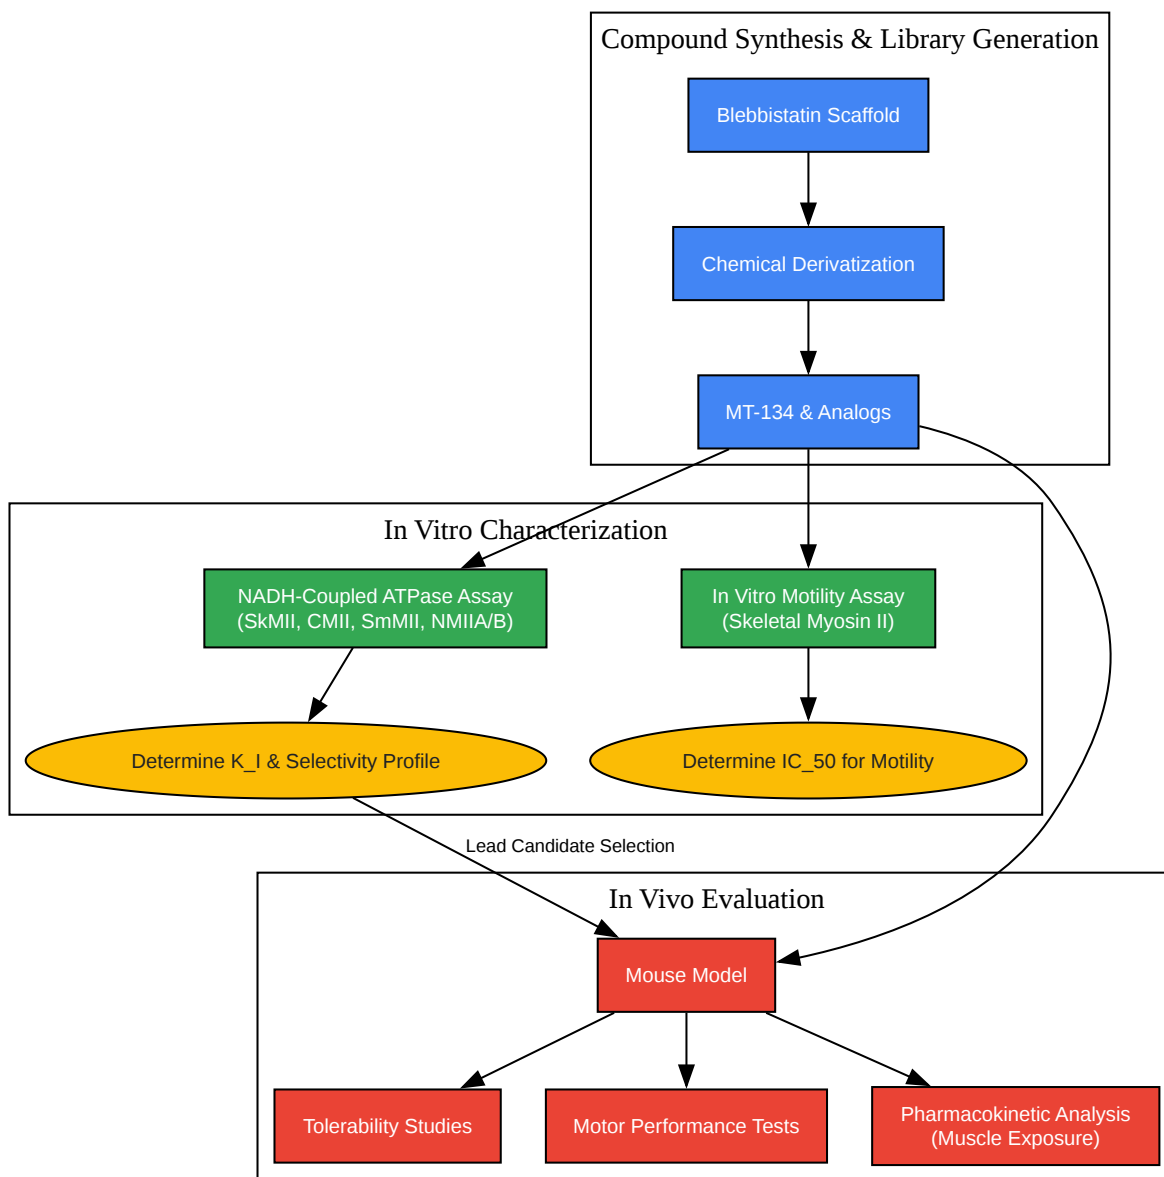 Compound Synthesis & Library Generation
Blebbistatin Scaffold
Chemical Derivatization
MT-134 & Analogs
In Vitro Characterization
NADH-Coupled ATPase Assay
(SkMII, CMII, SmMII, NMIIA/B)
In Vitro Motility Assay
(Skeletal Myosin II)
Determine K_I & Selectivity Profile
Determine IC_50 for Motility
Lead Candidate Selection
In Vivo Evaluation
Mouse Model
Tolerability Studies
Motor Performance Tests
Pharmacokinetic Analysis
(Muscle Exposure)